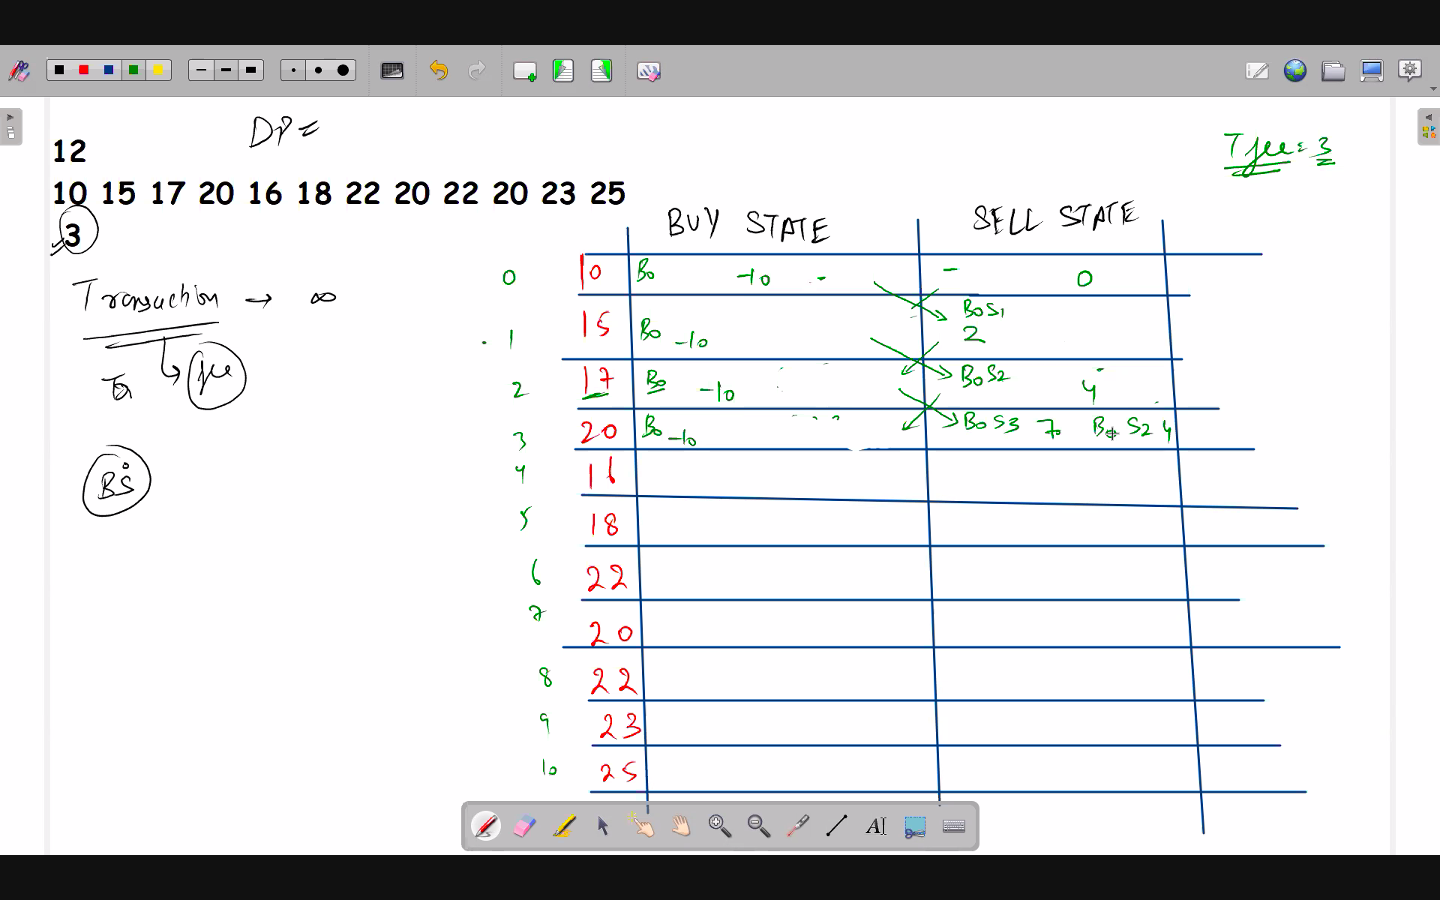 DP =
12
10 15 17 20 16 18 22 20 22 20 23 25
3
T fee = 3
BUY STATE SELL STATE
0 10 B0 -10 - - 0
1 15 B0 -10 B0S1 2
2 17 B0 -10 B0S2 4
3 20 B0 -10 B0S3 7 S2 4
4 16
5 18
6 22
7 20
8 22
9 23
10 25
Transaction → ∞
fee
BS
AI